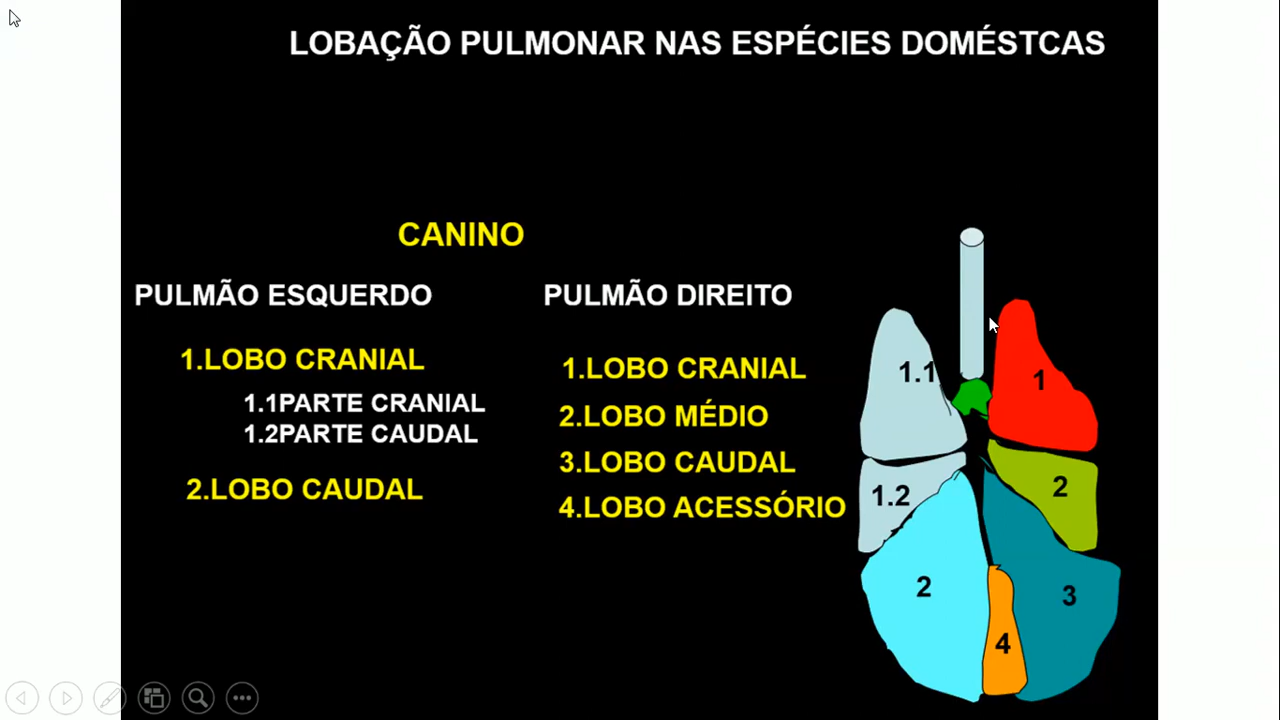 LOBAÇÃO PULMONAR NAS ESPÉCIES DOMÉSTCAS
CANINO
PULMÃO ESQUERDO
1.LOBO CRANIAL
1.1PARTE CRANIAL
1.2PARTE CAUDAL
2.LOBO CAUDAL
PULMÃO DIREITO
1.LOBO CRANIAL
2.LOBO MÉDIO
3.LOBO CAUDAL
4.LOBO ACESSÓRIO
1.1
1
1.2
2
2
3
4